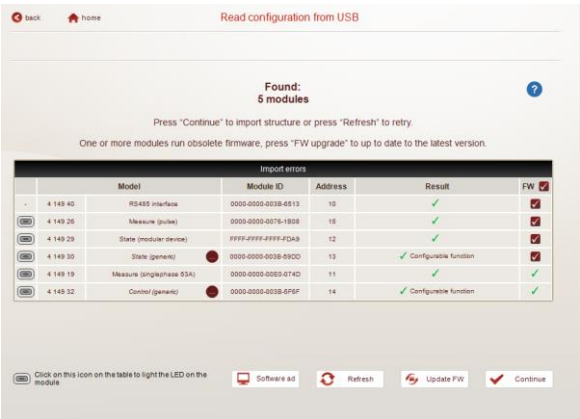 back home Read configuration from USB
Found:
5 modules
?
Press "Continue" to import structure or press "Refresh" to retry.
One or more modules run obsolete firmware, press "FW upgrade" to up to date to the latest version.
Import errors
Model Module ID Address Result FW
- 4 149 40 RS485 interface 0000-0000-003B-6513 10
4 149 26 Measure (pulse) 0000-0000-0076-1B08
4 149 29 State (modular device) FFFF-FFFF-FFFF-FDA9 12
4 149 30 State (generic) ... 0000-0000-003B-59DD 13 Configurable function
4 149 19 Measure (singlephase 63A) 0000-0000-00E0-074D 11
4 149 32 Control (generic) ... 0000-0000-003B-5F6F 14 Configurable function
Click on this icon on the table to light the LED on the
module
Software ad Refresh Update FW Continue